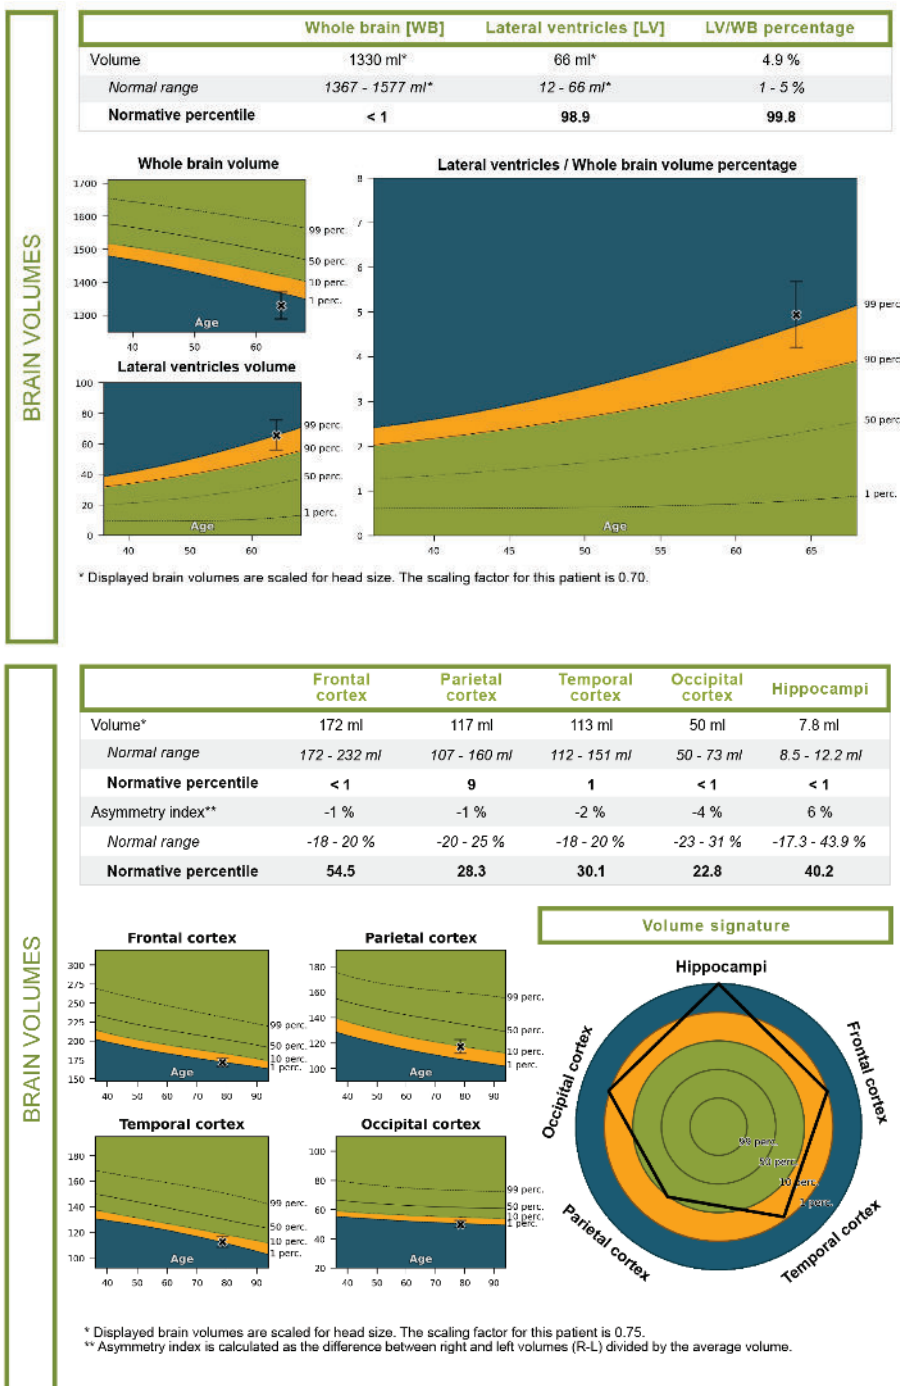 BRAIN VOLUMES
Whole brain [WB] Lateral ventricles [LV] LV/WB percentage
Volume 1330 ml* 66 ml* 4.9 %
Normal range 1367 - 1577 ml* 12 - 66 ml* 1 - 5 %
Normative percentile < 1 98.9 99.8
Whole brain volume
1700
1600
1500
1400
1300
99 perc.
50 perc.
10 perc.
1 perc.
Age
40 50 60
Lateral ventricles volume
100
80
60
40
20
0
99 perc.
90 perc.
50 perc.
1 perc.
Age
40 50 60
Lateral ventricles / Whole brain volume percentage
8
7
6
5
4
3
2
1
0
99 perc.
90 perc
50 perc.
1 perc.
Age
40 45 50 55 60 65
* Displayed brain volumes are scaled for head size. The scaling factor for this patient is 0.70.
BRAIN VOLUMES
Frontal cortex Parietal cortex Temporal cortex Occipital cortex Hippocampi
Volume* 172 ml 117 ml 113 ml 50 ml 7.8 ml
Normal range 172 - 232 ml 107 - 160 ml 112 - 151 ml 50 - 73 ml 8.5 - 12.2 ml
Normative percentile < 1 9 1 < 1 < 1
Asymmetry index** -1 % -1 % -2 % -4 % 6 %
Normal range -18 - 20 % -20 - 25 % -18 - 20 % -23 - 31 % -17.3 - 43.9 %
Normative percentile 54.5 28.3 30.1 22.8 40.2
Frontal cortex
300
275
250
225
200
175
150
99 perc.
50 perc.
10 perc.
1 perc.
Age
40 50 60 70 80 90
Parietal cortex
180
160
140
120
100
99 perc.
50 perc.
10 perc.
1 perc.
Age
40 50 60 70 80 90
Temporal cortex
180
160
140
120
100
99 perc.
50 perc.
10 perc.
1 perc.
Age
40 50 60 70 80 90
Occipital cortex
100
80
60
40
20
99 perc.
50 perc.
10 perc.
1 perc.
Age
40 50 60 70 80 90
Volume signature
Hippocampi
Frontal cortex
Temporal cortex
Parietal cortex
Occipital cortex
99 perc.
50 perc.
10 perc.
1 perc.
* Displayed brain volumes are scaled for head size. The scaling factor for this patient is 0.75.
** Asymmetry index is calculated as the difference between right and left volumes (R-L) divided by the average volume.